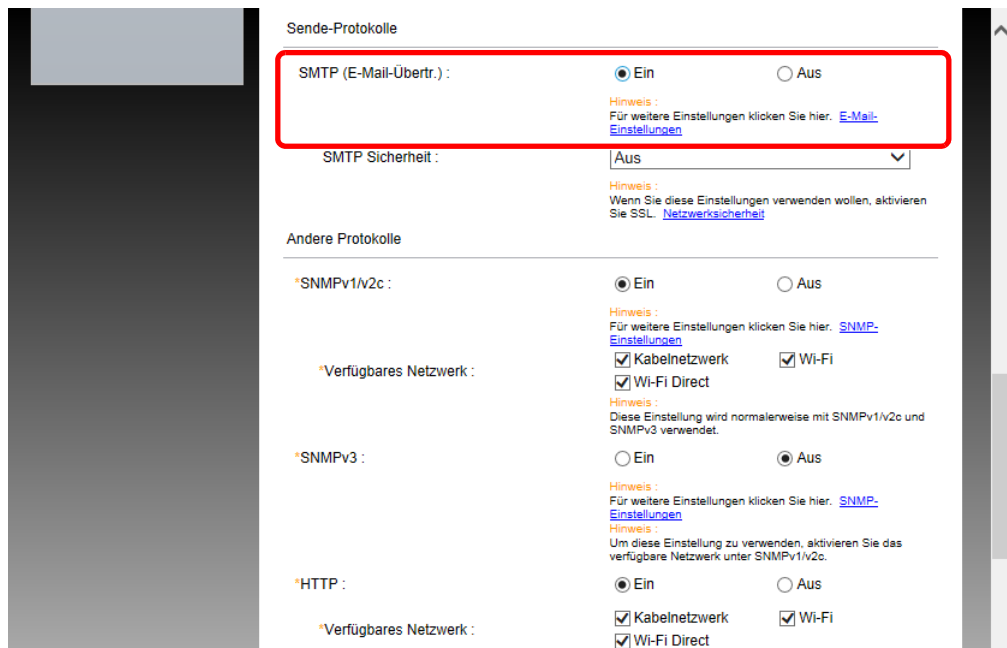 Sende-Protokolle
SMTP (E-Mail-Übertr.) : Ein Aus
Hinweis :
Für weitere Einstellungen klicken Sie hier. E-Mail-
Einstellungen
SMTP Sicherheit : Aus
Hinweis :
Wenn Sie diese Einstellungen verwenden wollen, aktivieren
Sie SSL. Netzwerksicherheit
Andere Protokolle
*SNMPv1/v2c : Ein Aus
Hinweis :
Für weitere Einstellungen klicken Sie hier. SNMP-
Einstellungen
*Verfügbares Netzwerk : Kabelnetzwerk Wi-Fi
Wi-Fi Direct
Hinweis :
Diese Einstellung wird normalerweise mit SNMPv1/v2c und
SNMPv3 verwendet.
*SNMPv3 : Ein Aus
Hinweis :
Für weitere Einstellungen klicken Sie hier. SNMP-
Einstellungen
Hinweis :
Um diese Einstellung zu verwenden, aktivieren Sie das
verfügbare Netzwerk unter SNMPv1/v2c.
*HTTP : Ein Aus
*Verfügbares Netzwerk : Kabelnetzwerk Wi-Fi
Wi-Fi Direct